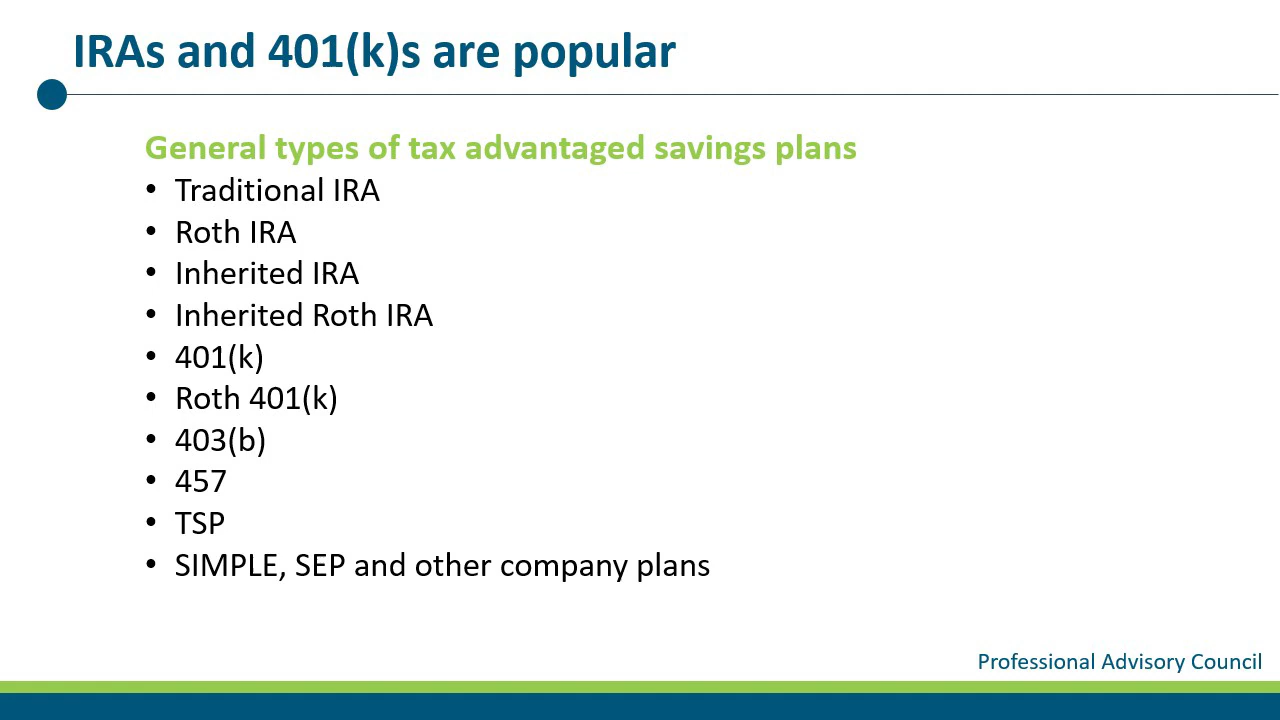 IRAs and 401(k)s are popular
General types of tax advantaged savings plans
• Traditional IRA
• Roth IRA
• Inherited IRA
• Inherited Roth IRA
• 401(k)
• Roth 401(k)
• 403(b)
• 457
• TSP
• SIMPLE, SEP and other company plans
Professional Advisory Council